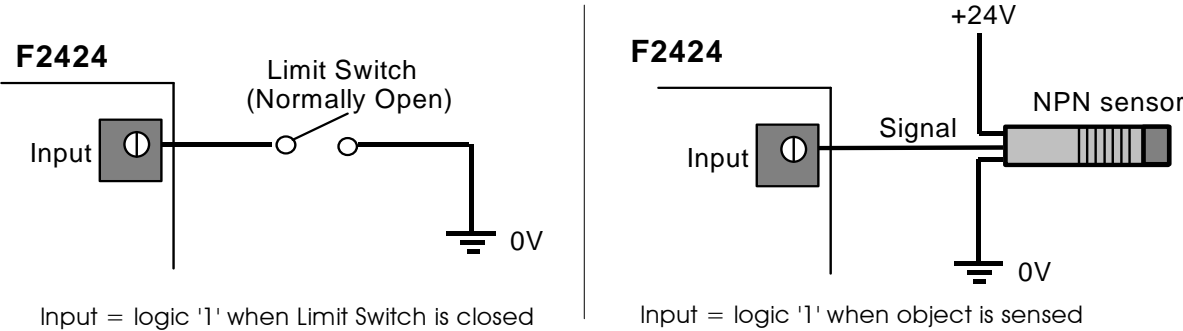 F2424
Limit Switch
(Normally Open)
Input
0V
Input = logic '1' when Limit Switch is closed
+24V
F2424
NPN sensor
Signal
Input
0V
Input = logic '1' when object is sensed